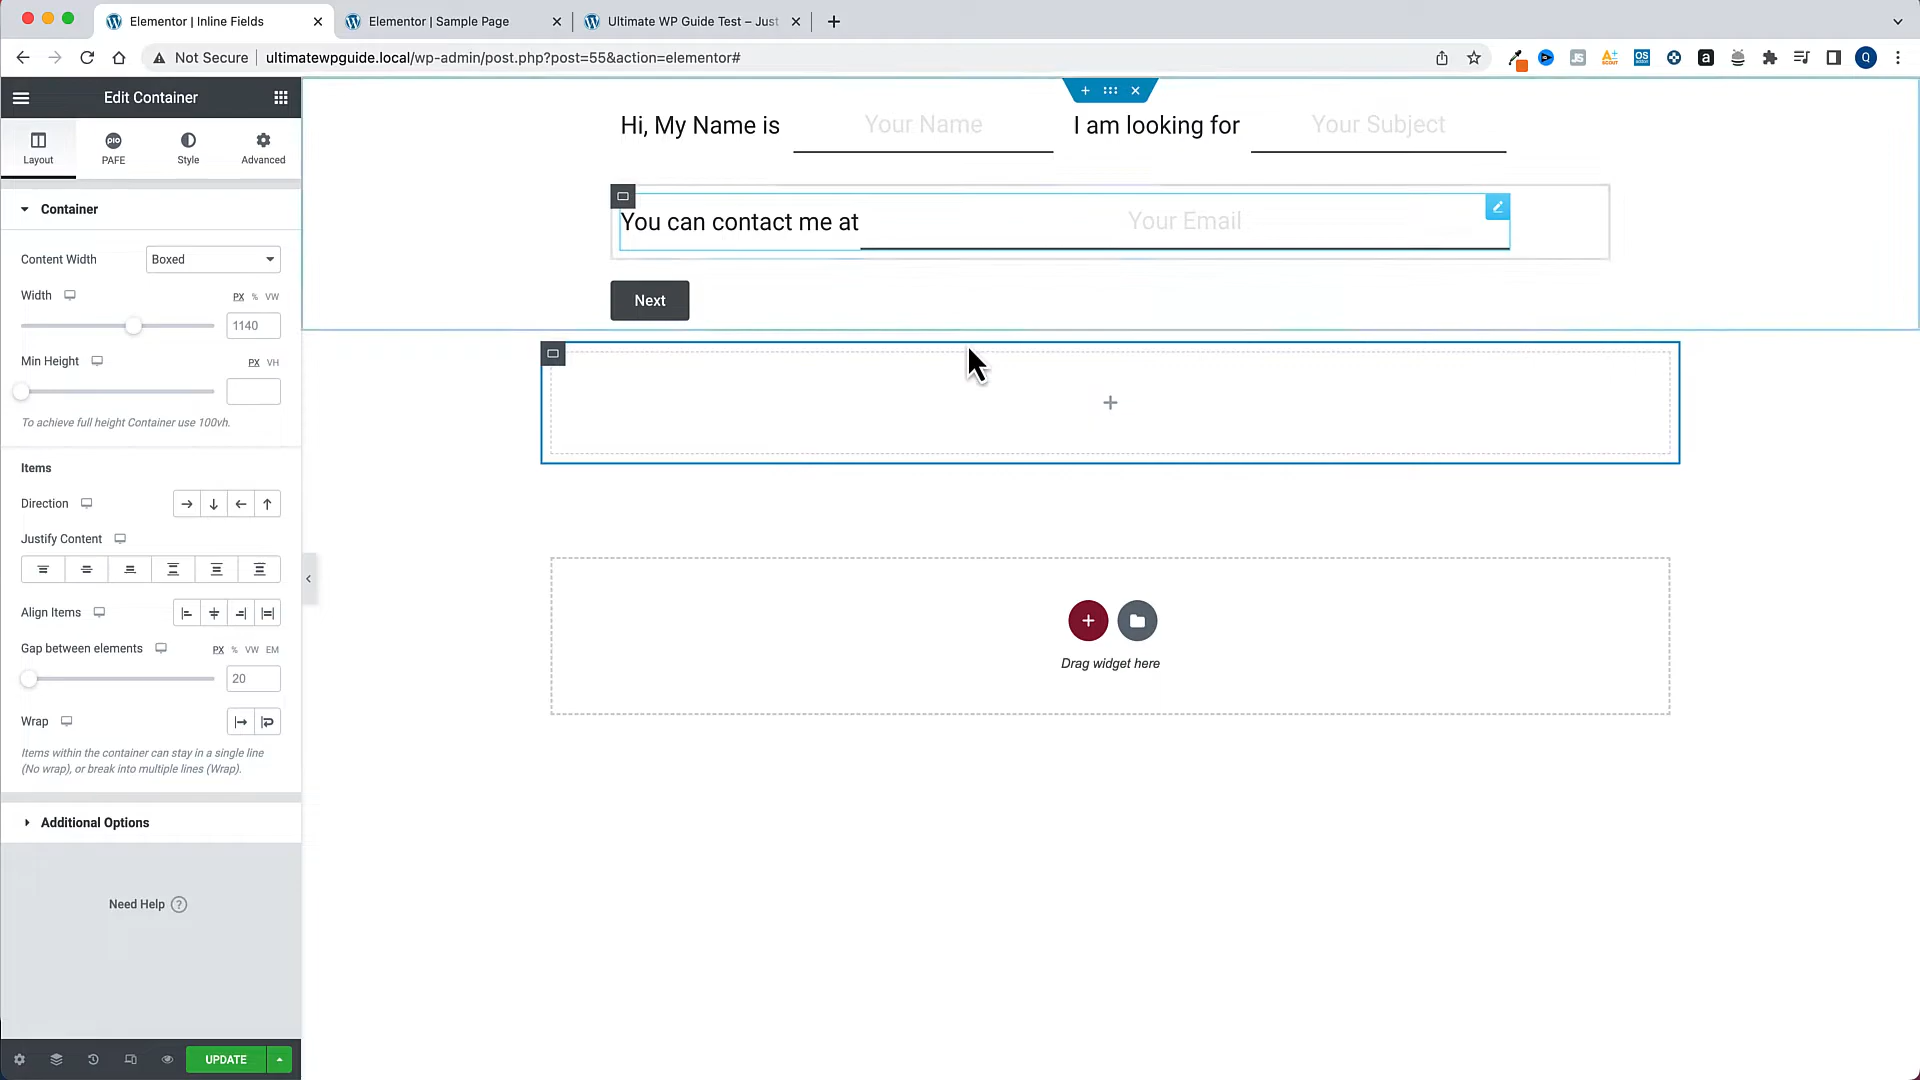 Elementor | Inline Fields
Elementor | Sample Page
Ultimate WP Guide Test – Just
Not Secure
ultimatewpguide.local/wp-admin/post.php?post=55&action=elementor#
Edit Container
Layout
PAFE
Style
Advanced
Container
Content Width
Boxed
Width
PX % VW
1140
Min Height
PX VH
To achieve full height Container use 100vh.
Items
Direction
Justify Content
Align Items
Gap between elements
PX % VW EM
20
Wrap
Items within the container can stay in a single line
(No wrap), or break into multiple lines (Wrap).
Additional Options
Need Help
UPDATE
Hi, My Name is Your Name I am looking for Your Subject
You can contact me at Your Email
Next
Drag widget here